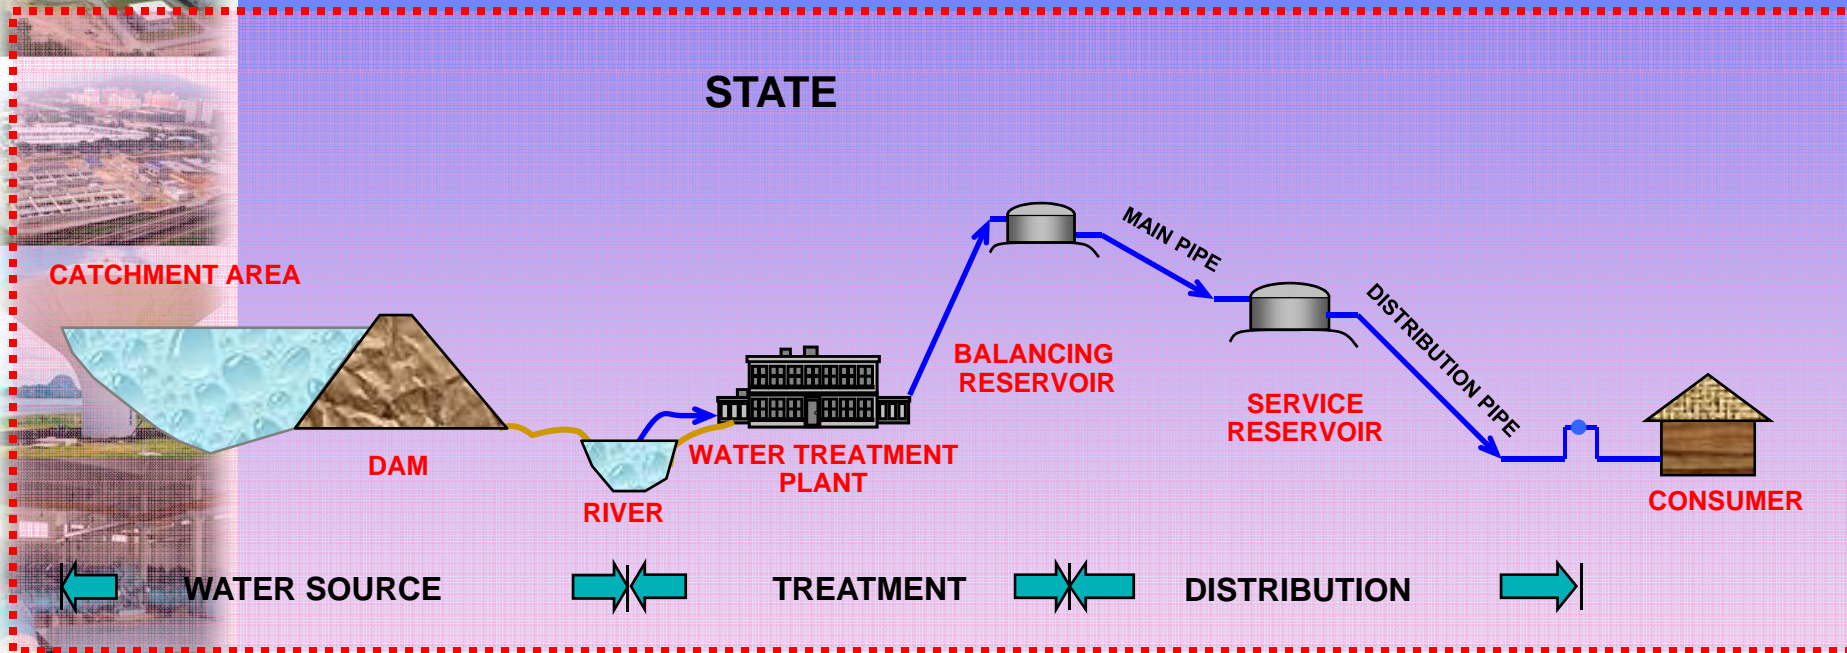 STATE
CATCHMENT AREA
MAIN PIPE
DISTRIBUTION PIPE
BALANCING
RESERVOIR
SERVICE
RESERVOIR
DAM
WATER TREATMENT
PLANT
RIVER
CONSUMER
WATER SOURCE
TREATMENT
DISTRIBUTION